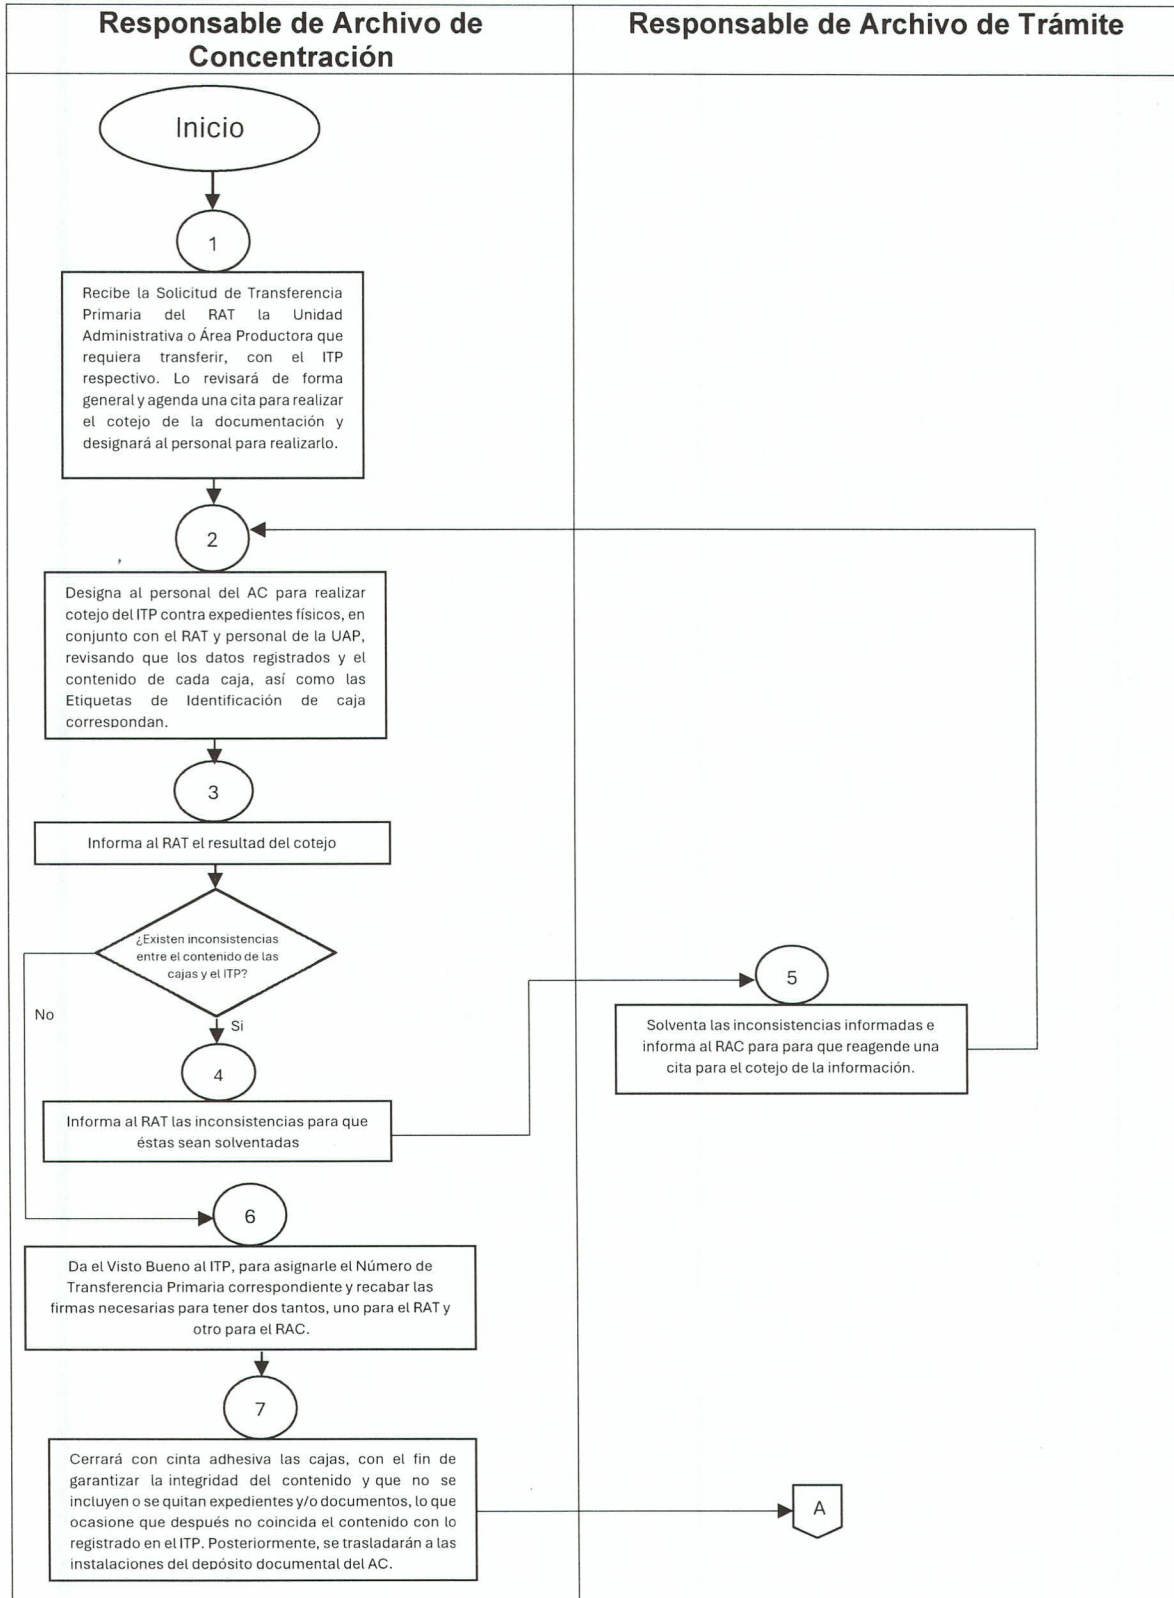 Responsable de Archivo de
Concentración
Responsable de Archivo de Trámite
Inicio
1
Recibe la Solicitud de Transferencia
Primaria del RAT la Unidad
Administrativa o Área Productora que
requiera transferir, con el ITP
respectivo. Lo revisará de forma
general y agenda una cita para realizar
el cotejo de la documentación y
designará al personal para realizarlo.
2
Designa al personal del AC para realizar
cotejo del ITP contra expedientes físicos, en
conjunto con el RAT y personal de la UAP,
revisando que los datos registrados y el
contenido de cada caja, así como las
Etiquetas de Identificación de caja
correspondan.
3
Informa al RAT el resultad del cotejo
¿Existen inconsistencias
entre el contenido de las
cajas y el ITP?
No
Si
4
Informa al RAT las inconsistencias para que
éstas sean solventadas
5
Solventa las inconsistencias informadas e
informa al RAC para para que reagende una
cita para el cotejo de la información.
6
Da el Visto Bueno al ITP, para asignarle el Número de
Transferencia Primaria correspondiente y recabar las
firmas necesarias para tener dos tantos, uno para el RAT y
otro para el RAC.
7
Cerrará con cinta adhesiva las cajas, con el fin de
garantizar la integridad del contenido y que no se
incluyen o se quitan expedientes y/o documentos, lo que
ocasione que después no coincida el contenido con lo
registrado en el ITP. Posteriormente, se trasladarán a las
instalaciones del depósito documental del AC.
A